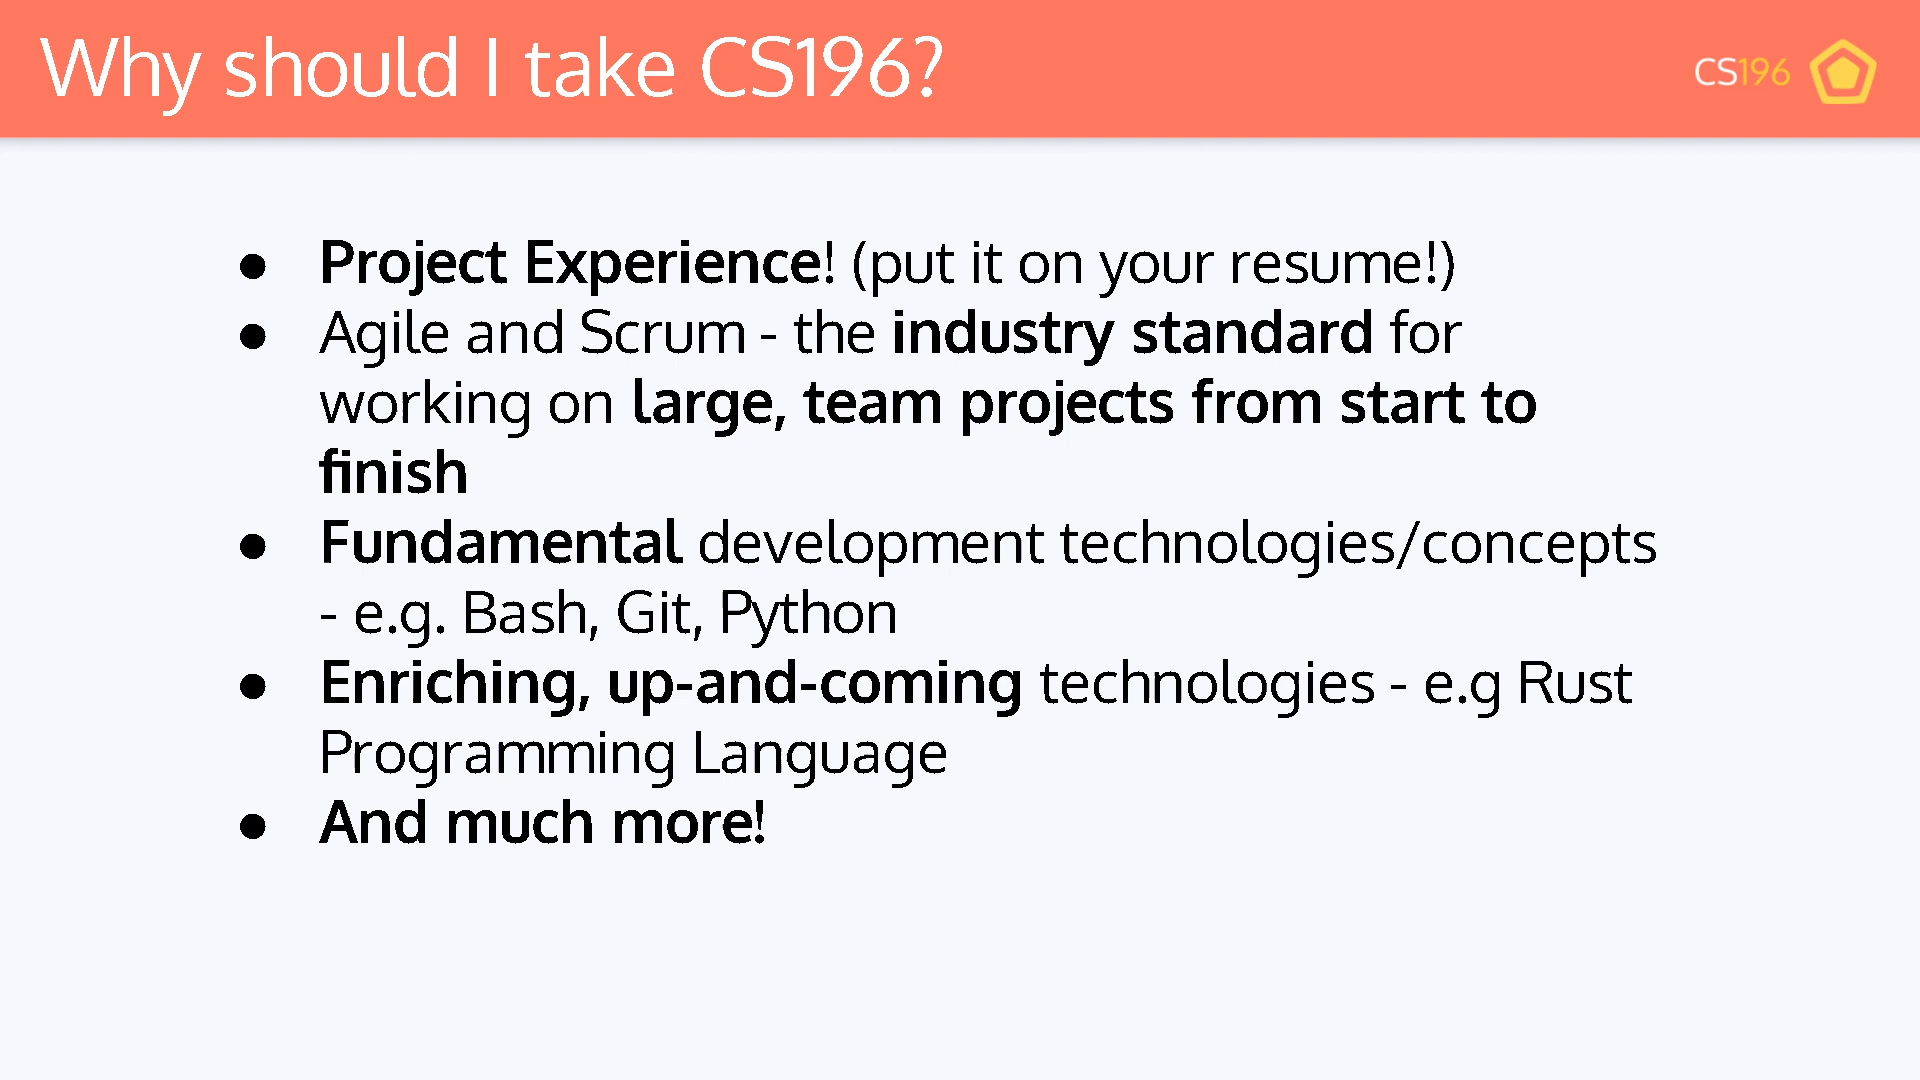 Why should I take CS196?
CS196
● Project Experience! (put it on your resume!)
● Agile and Scrum - the industry standard for
working on large, team projects from start to
finish
● Fundamental development technologies/concepts
- e.g. Bash, Git, Python
● Enriching, up-and-coming technologies - e.g Rust
Programming Language
● And much more!